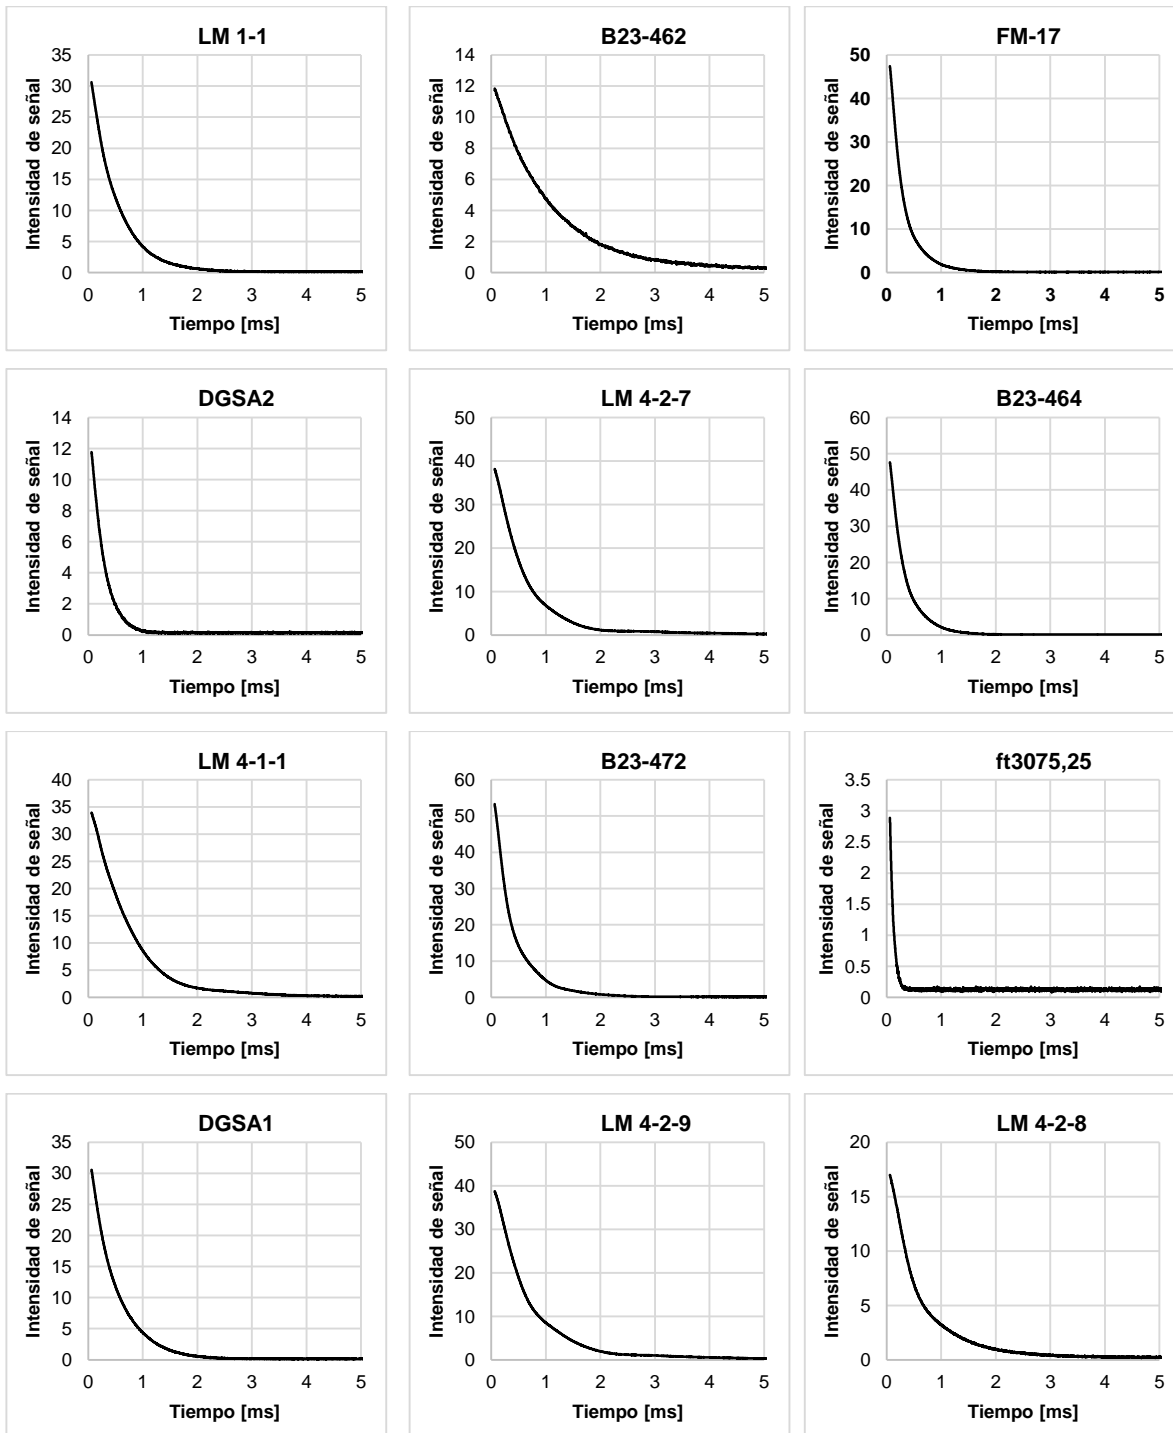 LM 1-1
Intensidad de señal
35
30
25
20
15
10
5
0
0 1 2 3 4 5
Tiempo [ms]
B23-462
Intensidad de señal
14
12
10
8
6
4
2
0
0 1 2 3 4 5
Tiempo [ms]
FM-17
Intensidad de señal
50
40
30
20
10
0
0 1 2 3 4 5
Tiempo [ms]
DGSA2
Intensidad de señal
14
12
10
8
6
4
2
0
0 1 2 3 4 5
Tiempo [ms]
LM 4-2-7
Intensidad de señal
50
40
30
20
10
0
0 1 2 3 4 5
Tiempo [ms]
B23-464
Intensidad de señal
60
50
40
30
20
10
0
0 1 2 3 4 5
Tiempo [ms]
LM 4-1-1
Intensidad de señal
40
35
30
25
20
15
10
5
0
0 1 2 3 4 5
Tiempo [ms]
B23-472
Intensidad de señal
60
50
40
30
20
10
0
0 1 2 3 4 5
Tiempo [ms]
ft3075,25
Intensidad de señal
3.5
3
2.5
2
1.5
1
0.5
0
0 1 2 3 4 5
Tiempo [ms]
DGSA1
Intensidad de señal
35
30
25
20
15
10
5
0
0 1 2 3 4 5
Tiempo [ms]
LM 4-2-9
Intensidad de señal
50
40
30
20
10
0
0 1 2 3 4 5
Tiempo [ms]
LM 4-2-8
Intensidad de señal
20
15
10
5
0
0 1 2 3 4 5
Tiempo [ms]